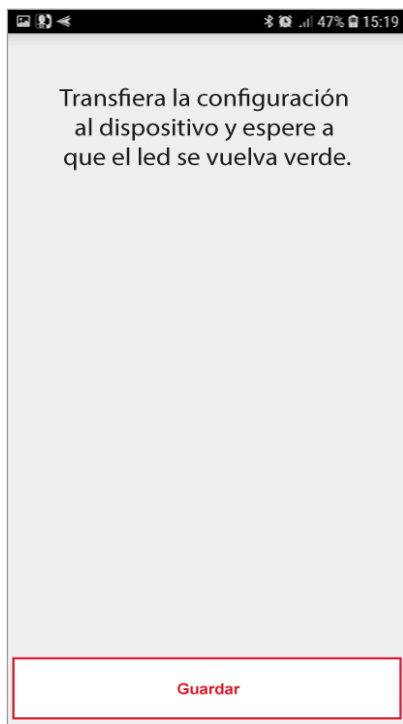 47% 15:19
Transfiera la configuración
al dispositivo y espere a
que el led se vuelva verde.
Guardar